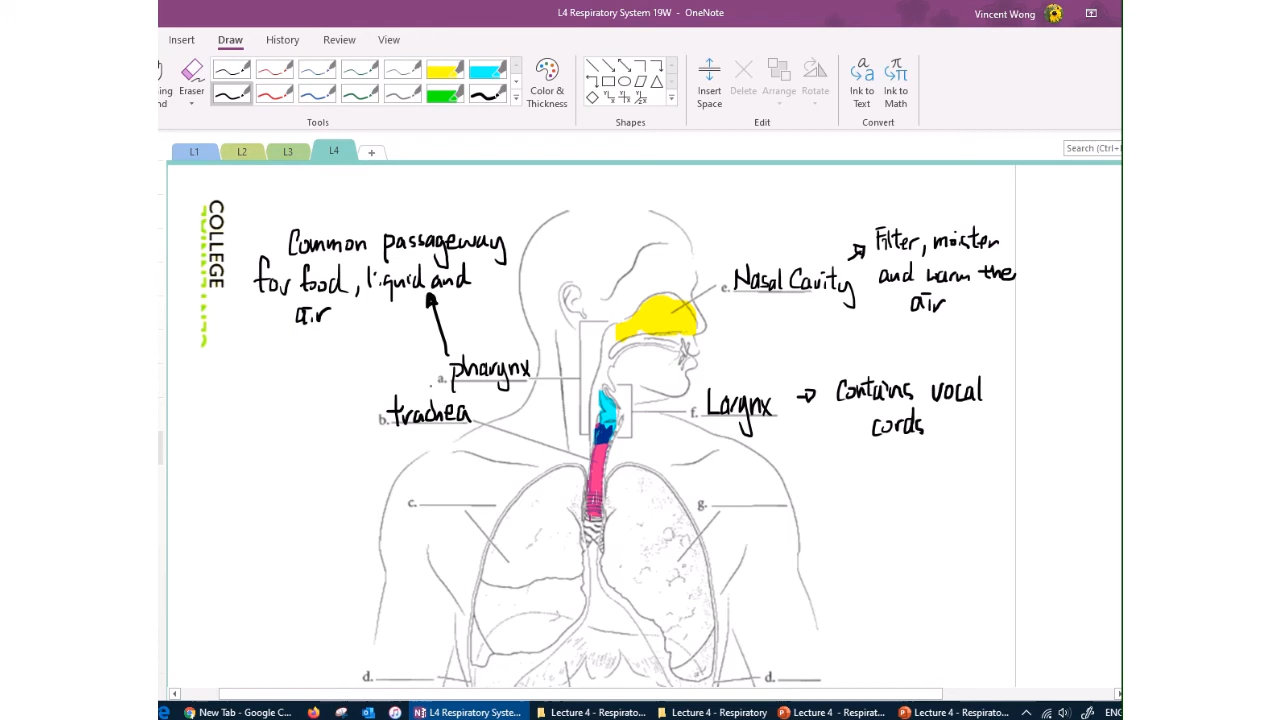 L4 Respiratory System 19W - OneNote
Vincent Wong
Insert Draw History Review View
Eraser
Color & Thickness
Insert Space
Delete Arrange Rotate
Ink to Text
Ink to Math
Tools Shapes Edit Convert
L1 L2 L3 L4 +
Search (Ctrl+
COLLEGE
Common passageway
for food, liquid and
air
Filter, moisten
and warm the
air
e. Nasal Cavity
a. pharynx
b. trachea
f. Larynx → Contains vocal
cords
c.
g.
d.
d.
New Tab - Google C...
L4 Respiratory Syste...
Lecture 4 - Respirato...
Lecture 4 - Respiratory
Lecture 4 - Respirat...
Lecture 4 - Respirato...
ENG